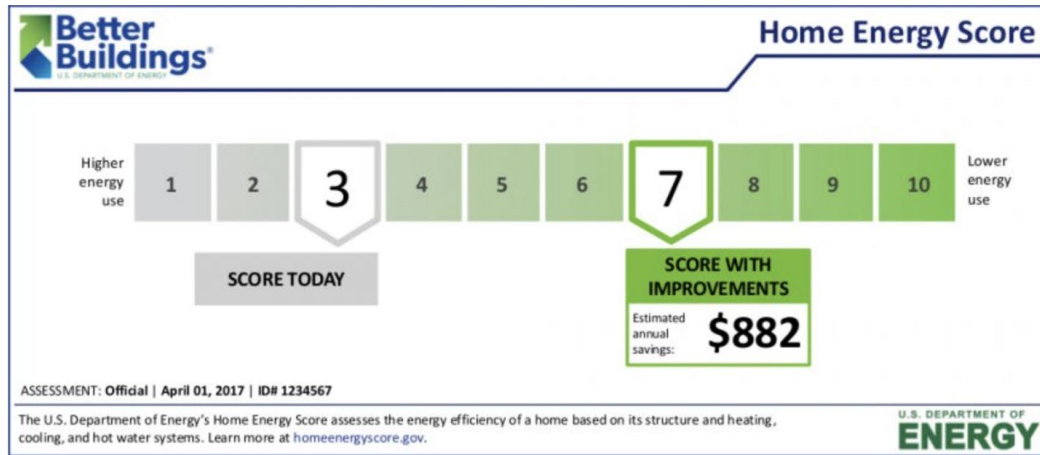 Better
Buildings®
U.S. DEPARTMENT OF ENERGY
Home Energy Score
Higher
energy
use
1 2 3 4 5 6 7 8 9 10
Lower
energy
use
SCORE TODAY
SCORE WITH
IMPROVEMENTS
Estimated
annual
savings:
$882
ASSESSMENT: Official | April 01, 2017 | ID# 1234567
The U.S. Department of Energy's Home Energy Score assesses the energy efficiency of a home based on its structure and heating,
cooling, and hot water systems. Learn more at homeenergyscore.gov.
U.S. DEPARTMENT OF
ENERGY